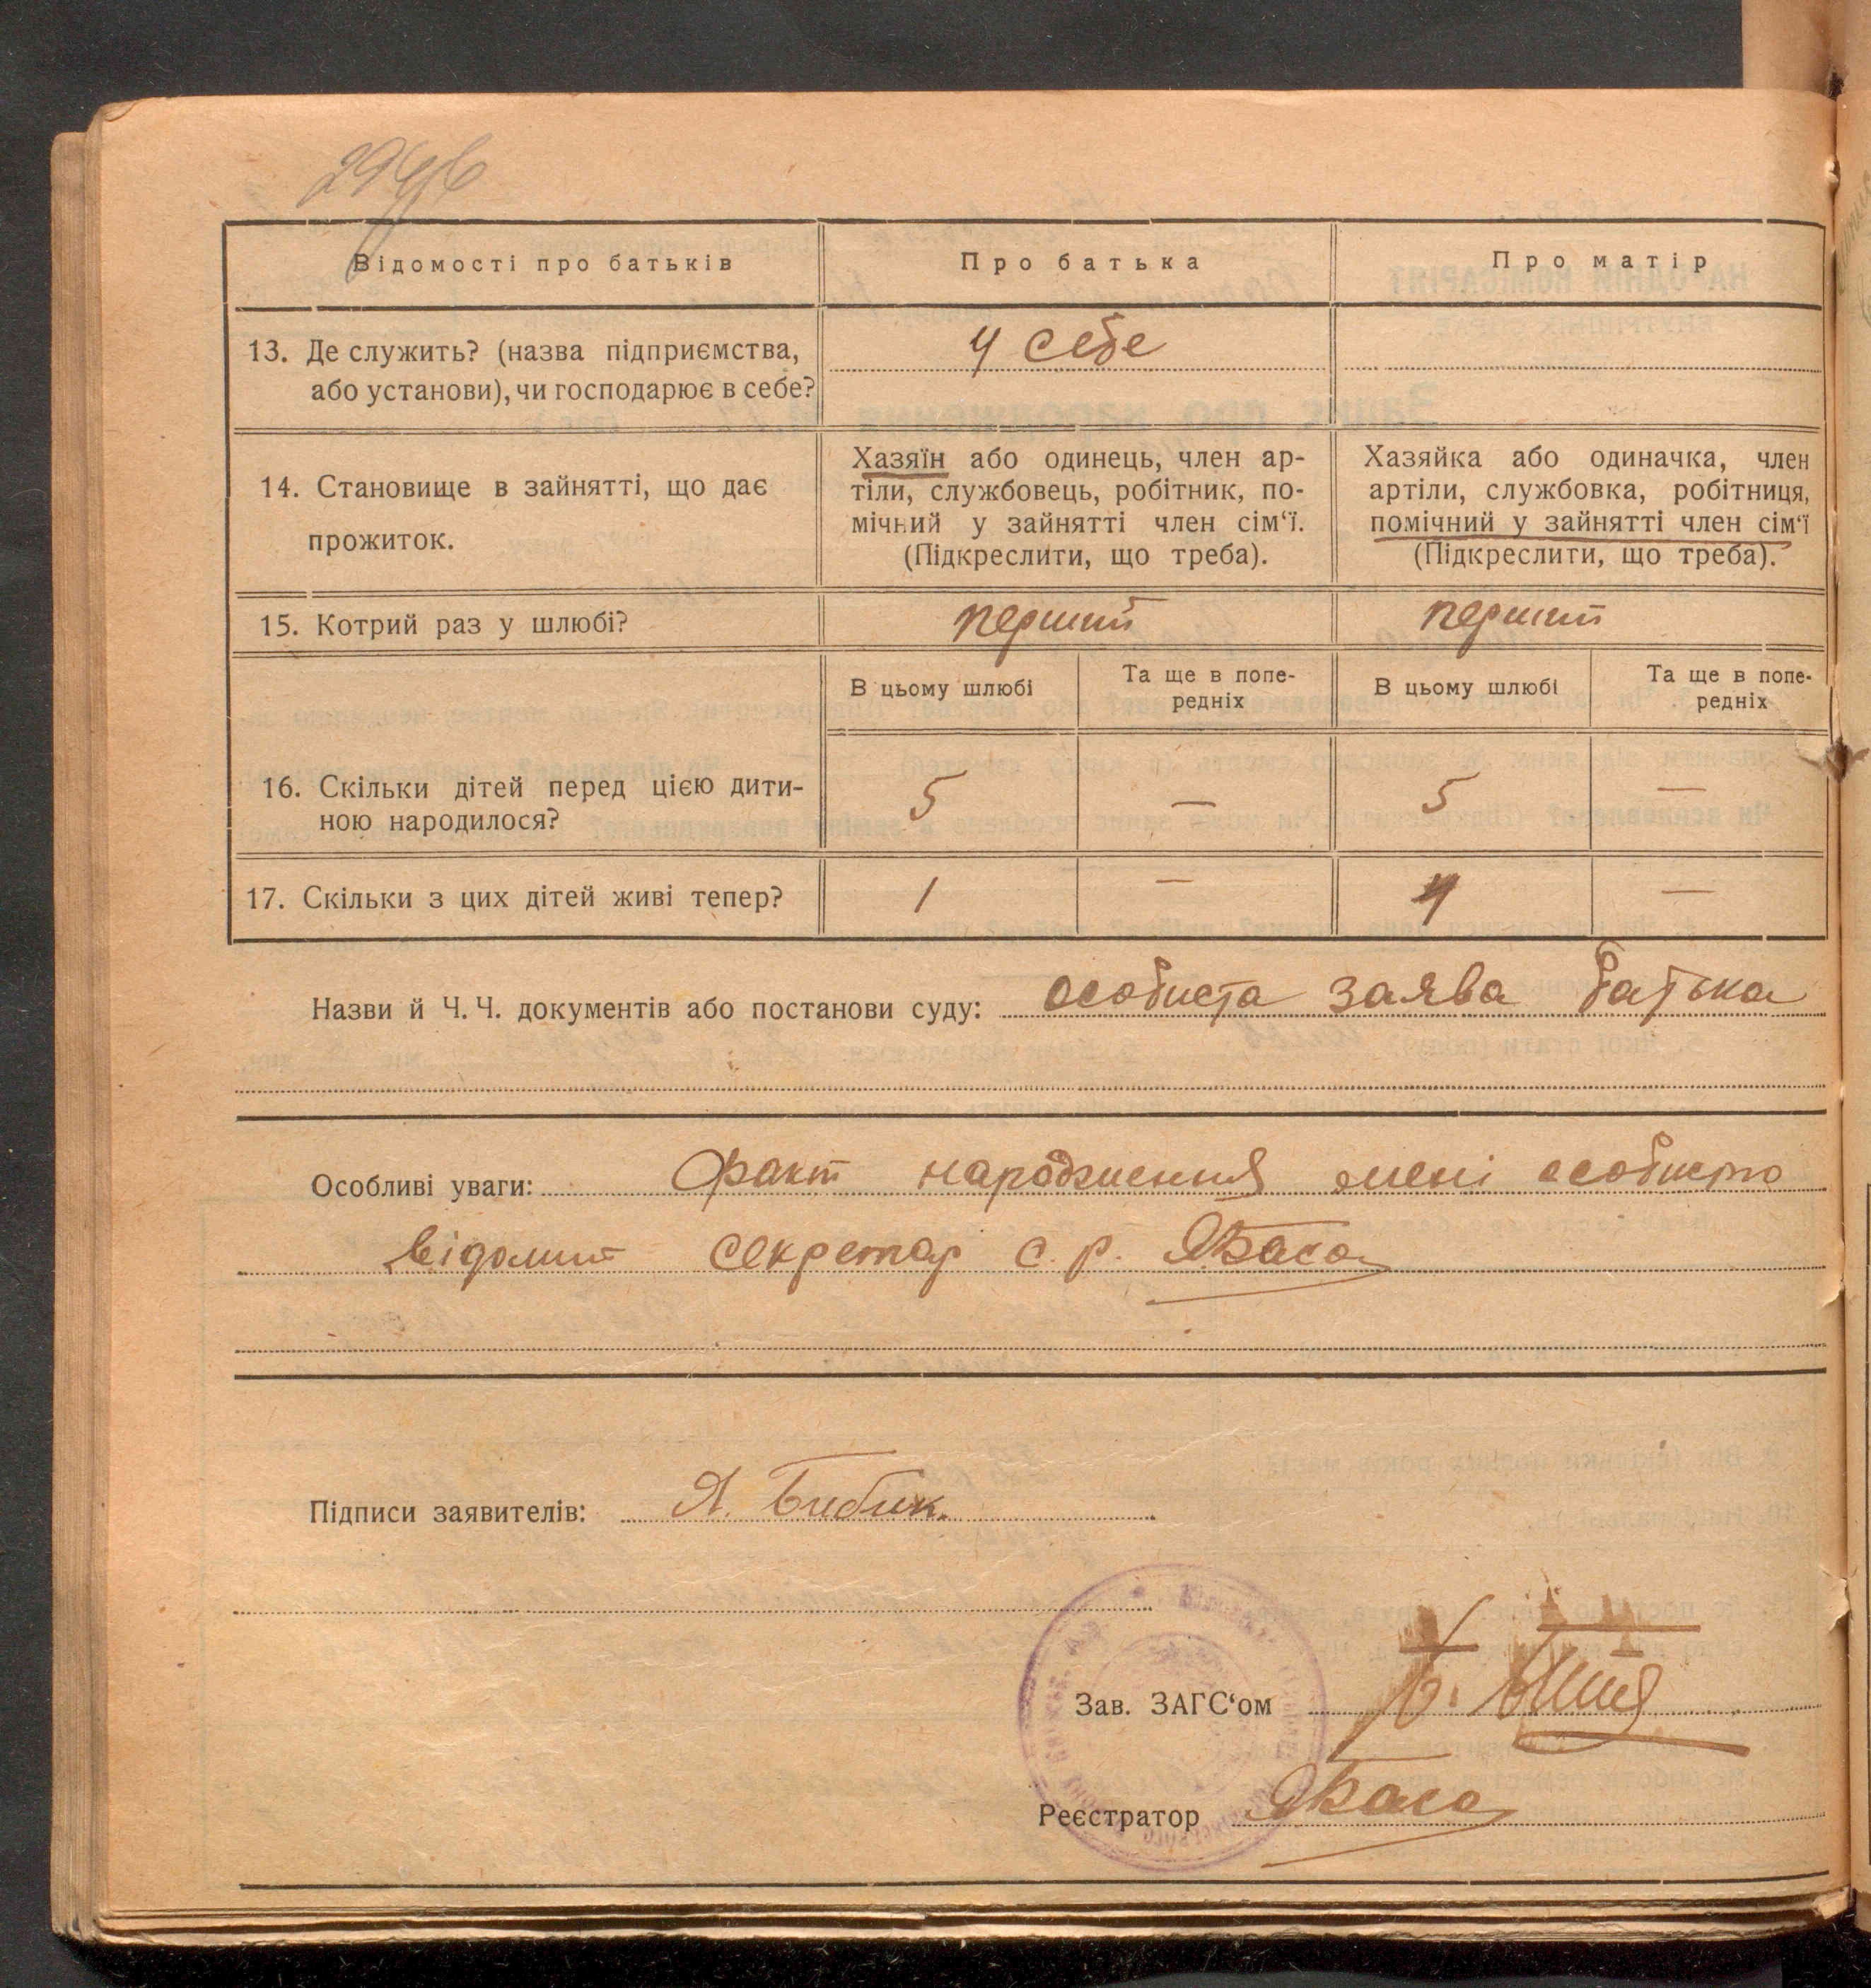 Відомості про батьків
Про батька
Про матір
13. Де служить? (назва підприємства,
або установи), чи господарює в себе?
у себе
14. Становище в зайнятті, що дає
прожиток.
Хазяїн або одинець, член ар-
тіли, службовець, робітник, по-
мічний у зайнятті член сім‘ї.
(Підкреслити, що треба).
Хазяйка або одиначка, член
артіли, службовка, робітниця,
помічний у зайнятті член сім‘ї
(Підкреслити, що треба).
15. Котрий раз у шлюбі?
перший
перший
В цьому шлюбі
Та ще в попе-
редніх
В цьому шлюбі
Та ще в попе-
редніх
16. Скільки дітей перед цією дити-
ною народилося?
5
—
5
—
17. Скільки з цих дітей живі тепер?
1
—
—
Назви й Ч. Ч. документів або постанови суду: особиста заява батька
Особливі уваги: Факт народження мені особисто
відомий секретар с. р. ЯБаса
Підписи заявителів: Я. Бибик.
Зав. ЗАГС‘ом
Реєстратор ЯБаса